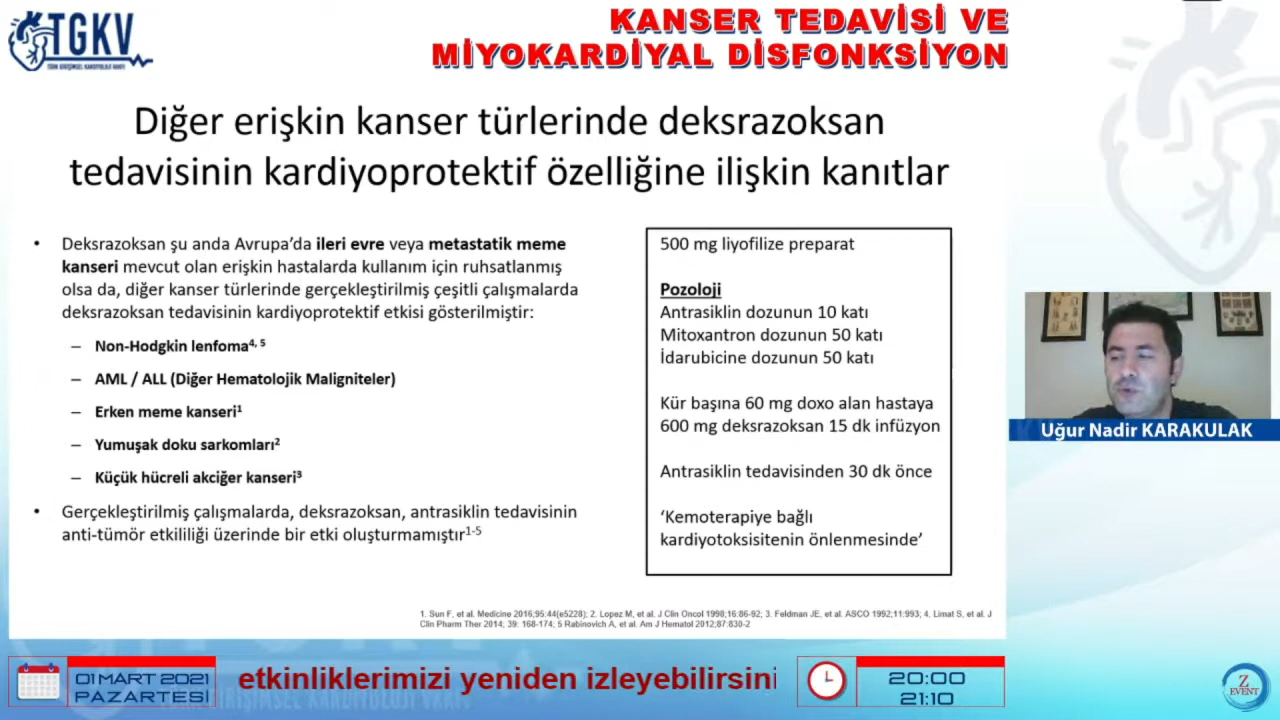 TGKV
TÜRK GİRİŞİMSEL KARDİYOLOJİ VAKFI
KANSER TEDAVİSİ VE
MİYOKARDİYAL DİSFONKSİYON
Diğer erişkin kanser türlerinde deksrazoksan
tedavisinin kardiyoprotektif özelliğine ilişkin kanıtlar
• Deksrazoksan şu anda Avrupa’da ileri evre veya metastatik meme
kanseri mevcut olan erişkin hastalarda kullanım için ruhsatlanmış
olsa da, diğer kanser türlerinde gerçekleştirilmiş çeşitli çalışmalarda
deksrazoksan tedavisinin kardiyoprotektif etkisi gösterilmiştir:
– Non-Hodgkin lenfoma4, 5
– AML / ALL (Diğer Hematolojik Maligniteler)
– Erken meme kanseri1
– Yumuşak doku sarkomları2
– Küçük hücreli akciğer kanseri3
• Gerçekleştirilmiş çalışmalarda, deksrazoksan, antrasiklin tedavisinin
anti-tümör etkililiği üzerinde bir etki oluşturmamıştır1-5
500 mg liyofilize preparat
Pozoloji
Antrasiklin dozunun 10 katı
Mitoxantron dozunun 50 katı
İdarubicine dozunun 50 katı
Kür başına 60 mg doxo alan hastaya
600 mg deksrazoksan 15 dk infüzyon
Antrasiklin tedavisinden 30 dk önce
‘Kemoterapiye bağlı
kardiyotoksisitenin önlenmesinde’
1. Sun F, et al. Medicine 2016;95:44(e5228); 2. Lopez M, et al. J Clin Oncol 1998;16:86-92; 3. Feldman JE, et al. ASCO 1992;11:993; 4. Limat S, et al. J
Clin Pharm Ther 2014; 39: 168-174; 5 Rabinovich A, et al. Am J Hematol 2012;87:830-2
Uğur Nadir KARAKULAK
01 MART 2021
PAZARTESİ
etkinliklerimizi yeniden izleyebilirsini
20:00
21:10
Z
EVENT